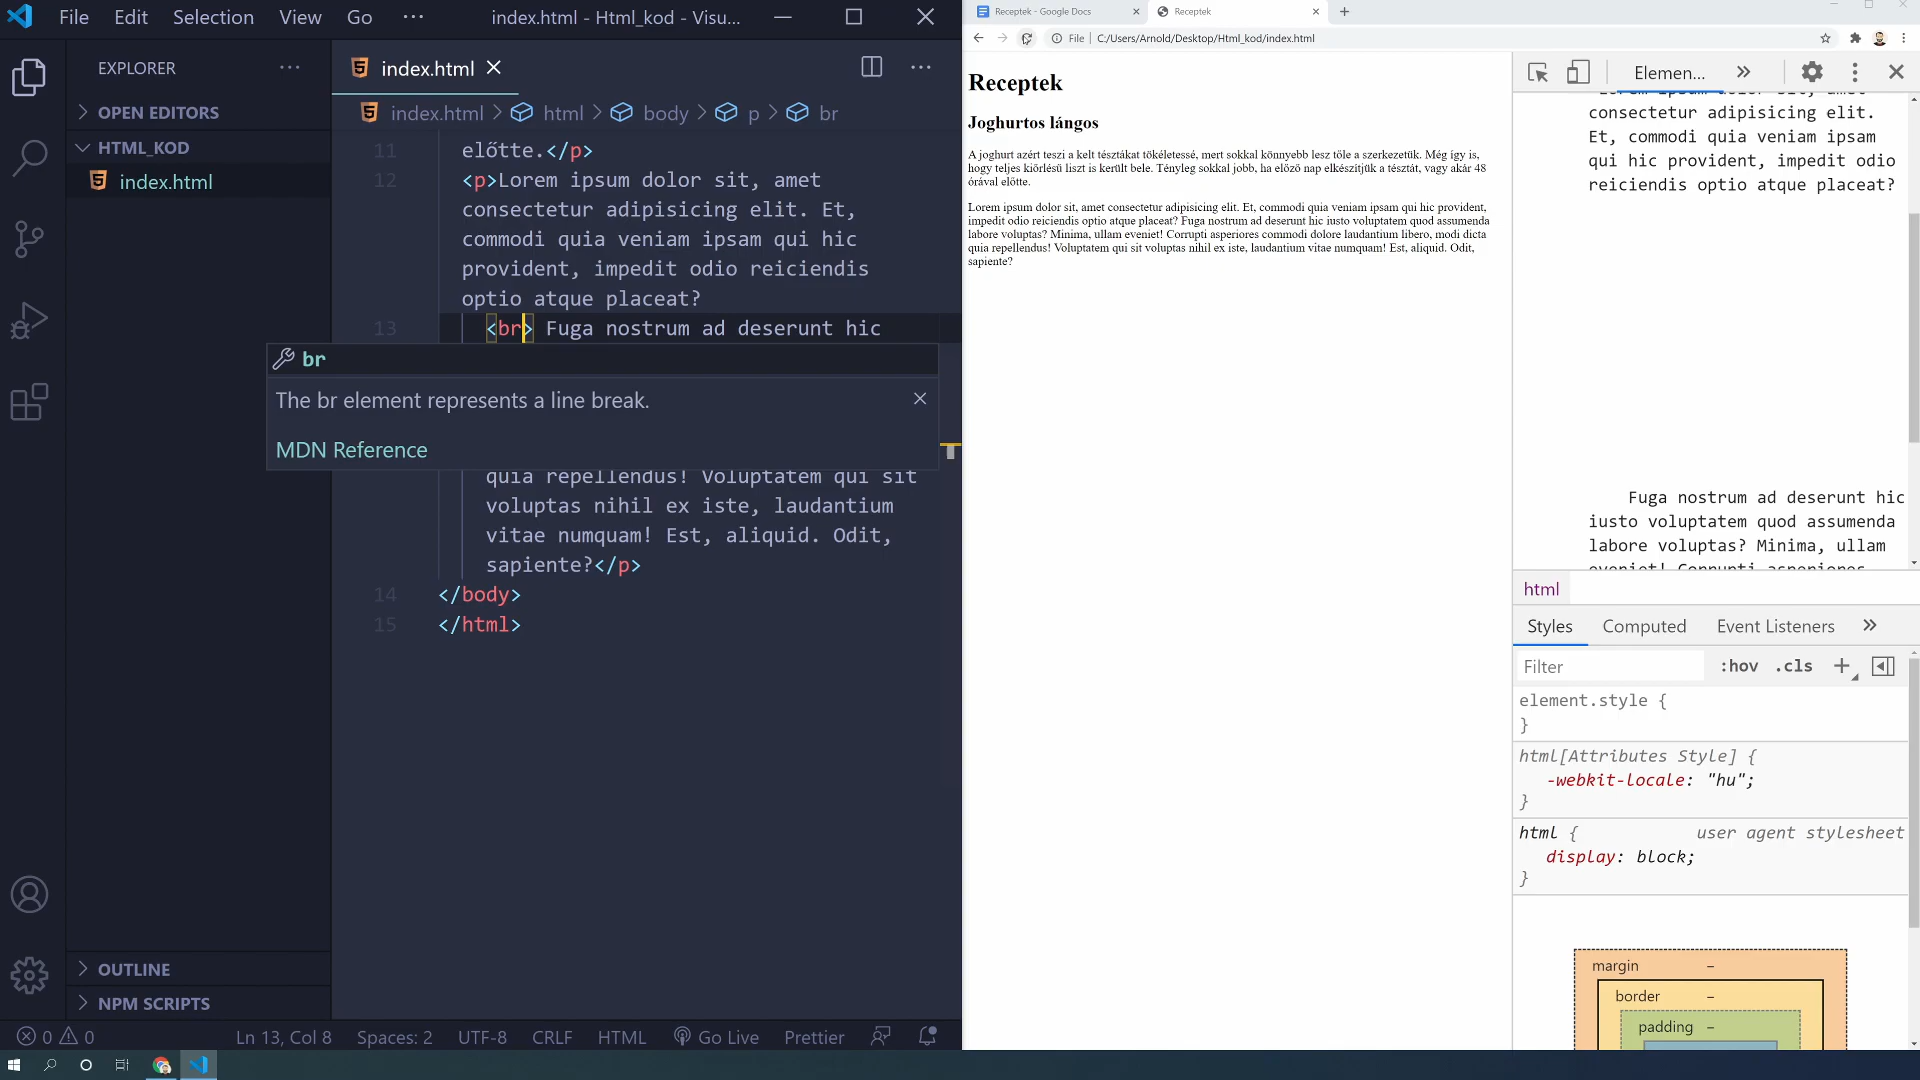 File Edit Selection View Go ··· index.html - Html_kod - Visu...
EXPLORER ···
OPEN EDITORS
HTML_KOD
index.html
OUTLINE
NPM SCRIPTS
index.html
index.html > html > body > p > br
11 előtte.</p>
12 <p>Lorem ipsum dolor sit, amet
consectetur adipisicing elit. Et,
commodi quia veniam ipsam qui hic
provident, impedit odio reiciendis
optio atque placeat?
13 <br> Fuga nostrum ad deserunt hic
br
The br element represents a line break.
MDN Reference
quia repellendus! Voluptatem qui sit
voluptas nihil ex iste, laudantium
vitae numquam! Est, aliquid. Odit,
sapiente?</p>
14 </body>
15 </html>
0 0 Ln 13, Col 8 Spaces: 2 UTF-8 CRLF HTML Go Live Prettier
Receptek - Google Docs Receptek
File C:/Users/Arnold/Desktop/Html_kod/index.html
Receptek
Joghurtos lángos
A joghurt azért teszi a kelt tésztákat tökéletessé, mert sokkal könnyebb lesz tőle a szerkezetük. Még így is,
hogy teljes kiőrlésű liszt is került bele. Tényleg sokkal jobb, ha előző nap elkészítjük a tésztát, vagy akár 48
órával előtte.
Lorem ipsum dolor sit, amet consectetur adipisicing elit. Et, commodi quia veniam ipsam qui hic provident,
impedit odio reiciendis optio atque placeat? Fuga nostrum ad deserunt hic iusto voluptatem quod assumenda
labore voluptas? Minima, ullam eveniet! Corrupti asperiores commodi dolore laudantium libero, modi dicta
quia repellendus! Voluptatem qui sit voluptas nihil ex iste, laudantium vitae numquam! Est, aliquid. Odit,
sapiente?
Elemen... »
consectetur adipisicing elit.
Et, commodi quia veniam ipsam
qui hic provident, impedit odio
reiciendis optio atque placeat?
Fuga nostrum ad deserunt hic
iusto voluptatem quod assumenda
labore voluptas? Minima, ullam
eveniet! Corrupti asperiores
html
Styles Computed Event Listeners »
Filter :hov .cls +
element.style {
}
html[Attributes Style] {
-webkit-locale: "hu";
}
html { user agent stylesheet
display: block;
}
margin –
border –
padding –